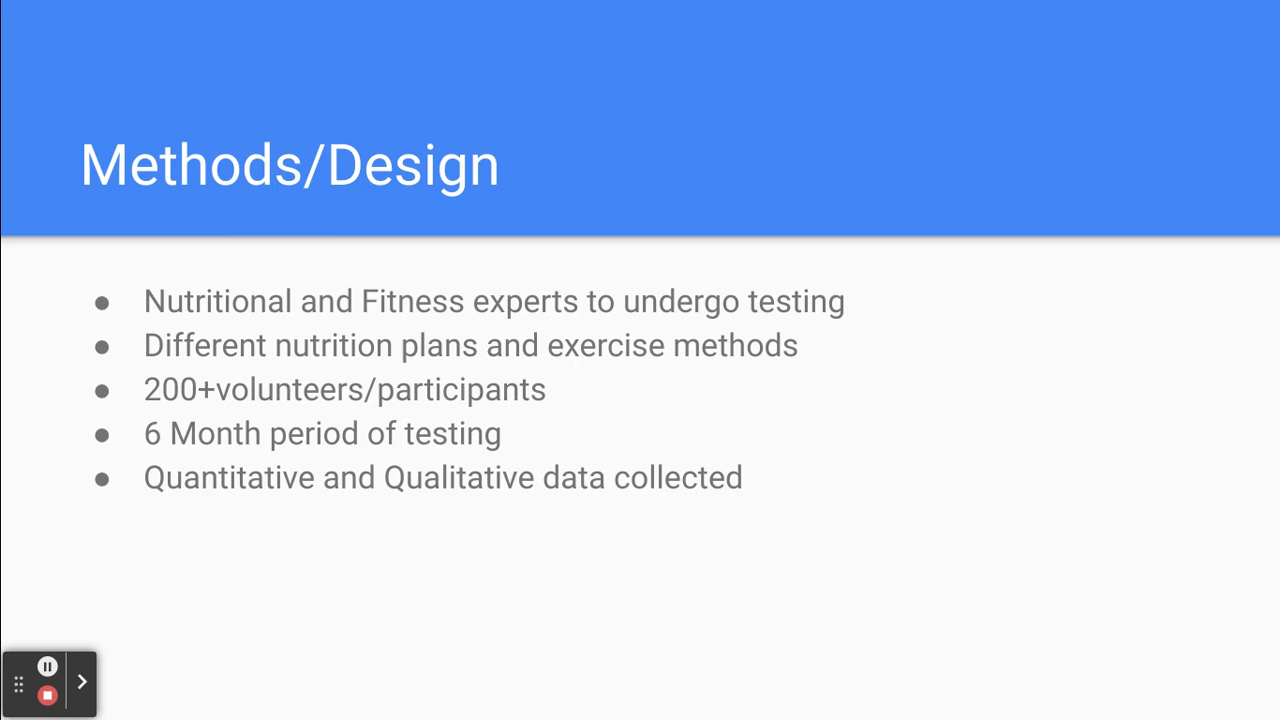 Methods/Design
● Nutritional and Fitness experts to undergo testing
● Different nutrition plans and exercise methods
● 200+volunteers/participants
● 6 Month period of testing
● Quantitative and Qualitative data collected